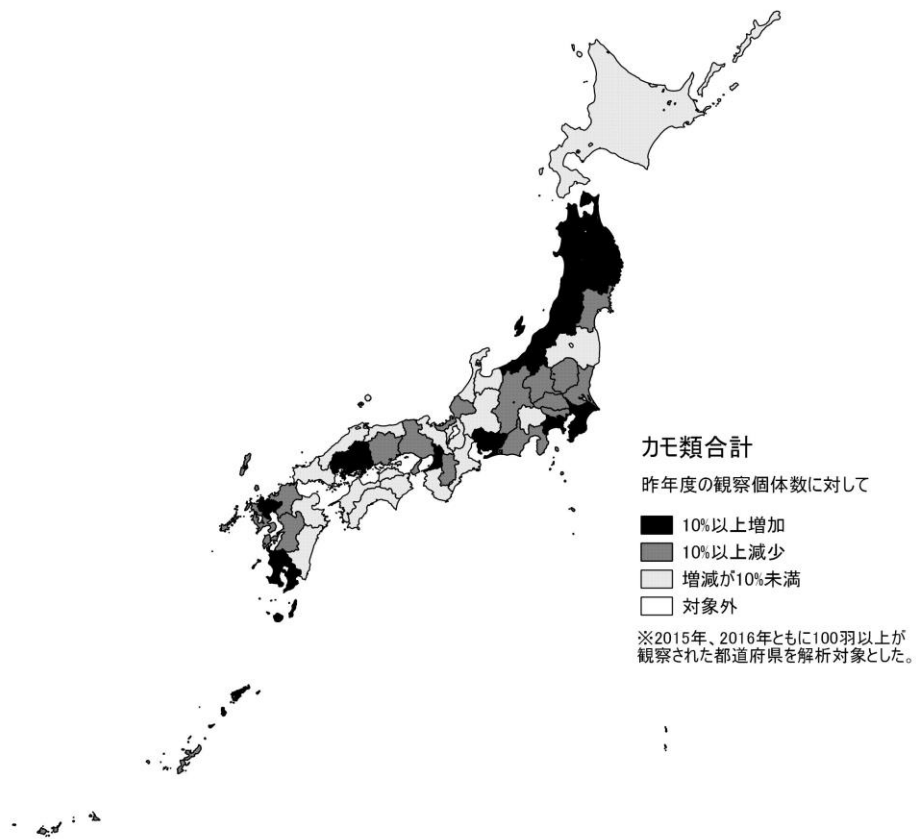 カモ類合計
昨年度の観察個体数に対して
10%以上増加
10%以上減少
増減が10%未満
対象外
※2015年、2016年ともに100羽以上が
観察された都道府県を解析対象とした。